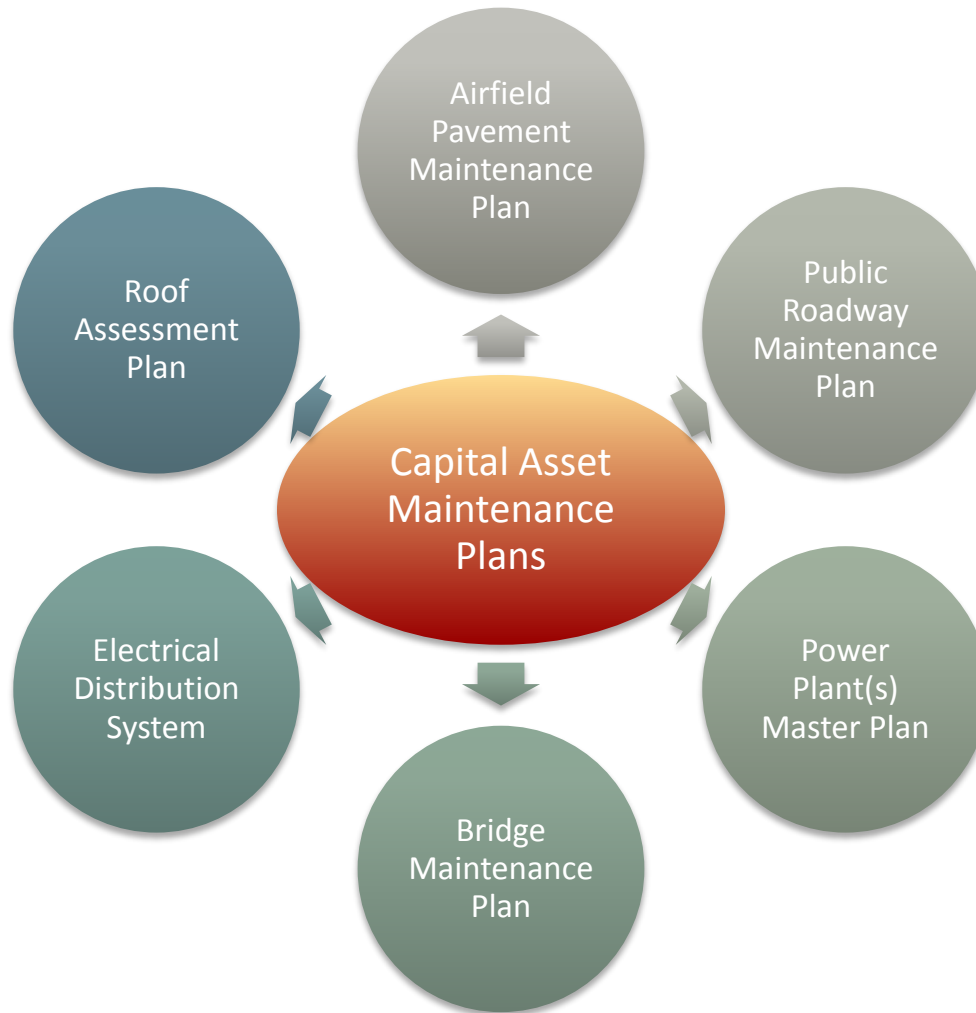 Airfield
Pavement
Maintenance
Plan
Public
Roadway
Maintenance
Plan
Power
Plant(s)
Master Plan
Bridge
Maintenance
Plan
Electrical
Distribution
System
Roof
Assessment
Plan
Capital Asset
Maintenance
Plans